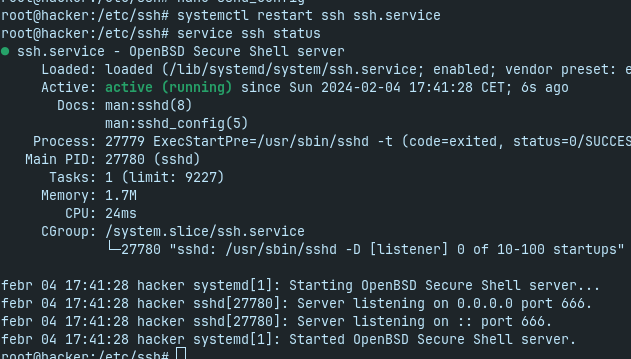 root@hacker:/etc/ssh# nano sshd_config
root@hacker:/etc/ssh# systemctl restart ssh ssh.service
root@hacker:/etc/ssh# service ssh status
● ssh.service - OpenBSD Secure Shell server
Loaded: loaded (/lib/systemd/system/ssh.service; enabled; vendor preset: e
Active: active (running) since Sun 2024-02-04 17:41:28 CET; 6s ago
Docs: man:sshd(8)
man:sshd_config(5)
Process: 27779 ExecStartPre=/usr/sbin/sshd -t (code=exited, status=0/SUCCES
Main PID: 27780 (sshd)
Tasks: 1 (limit: 9227)
Memory: 1.7M
CPU: 24ms
CGroup: /system.slice/ssh.service
└─27780 "sshd: /usr/sbin/sshd -D [listener] 0 of 10-100 startups"
febr 04 17:41:28 hacker systemd[1]: Starting OpenBSD Secure Shell server...
febr 04 17:41:28 hacker sshd[27780]: Server listening on 0.0.0.0 port 666.
febr 04 17:41:28 hacker sshd[27780]: Server listening on :: port 666.
febr 04 17:41:28 hacker systemd[1]: Started OpenBSD Secure Shell server.
root@hacker:/etc/ssh#